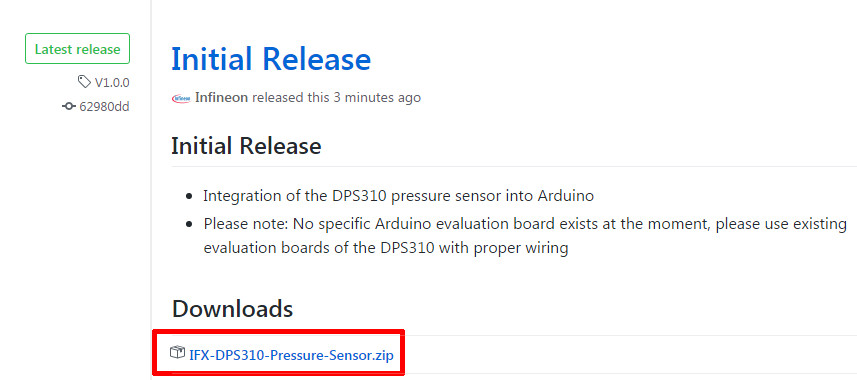 Latest release
V1.0.0
62980dd
Initial Release
Infineon released this 3 minutes ago
Initial Release
Integration of the DPS310 pressure sensor into Arduino
Please note: No specific Arduino evaluation board exists at the moment, please use existing
evaluation boards of the DPS310 with proper wiring
Downloads
IFX-DPS310-Pressure-Sensor.zip